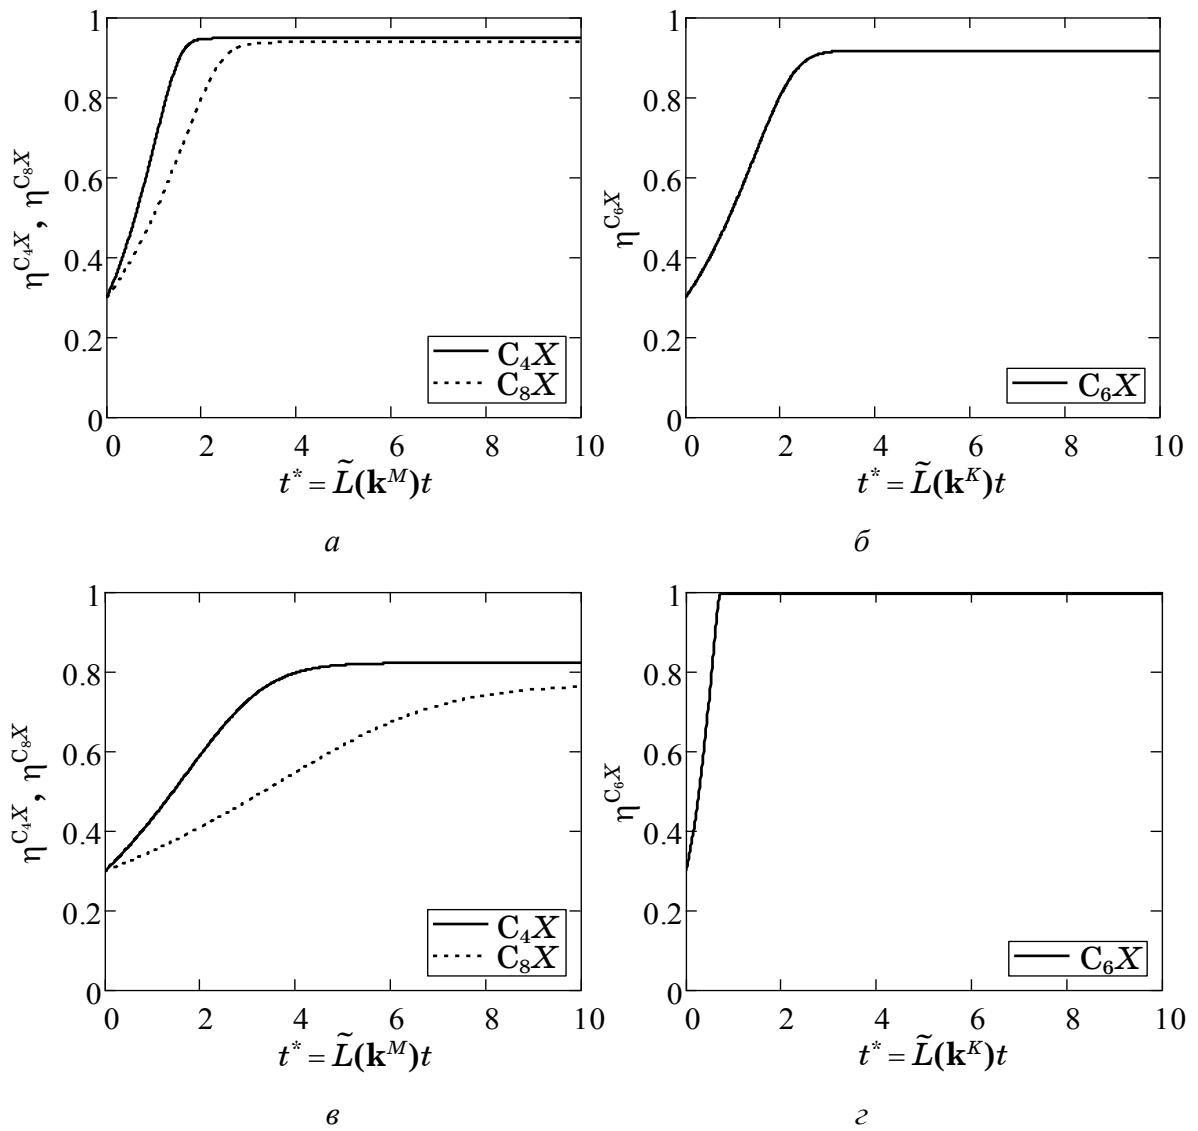 1
0.8
0.6
0.4
0.2
0
η^{C₄X}, η^{C₈X}
C₄X
C₈X
0 2 4 6 8 10
t* = L̃(k^M)t
а
1
0.8
0.6
0.4
0.2
0
η^{C₆X}
C₆X
0 2 4 6 8 10
t* = L̃(k^K)t
б
1
0.8
0.6
0.4
0.2
0
η^{C₄X}, η^{C₈X}
C₄X
C₈X
0 2 4 6 8 10
t* = L̃(k^M)t
в
1
0.8
0.6
0.4
0.2
0
η^{C₆X}
C₆X
0 2 4 6 8 10
t* = L̃(k^K)t
г